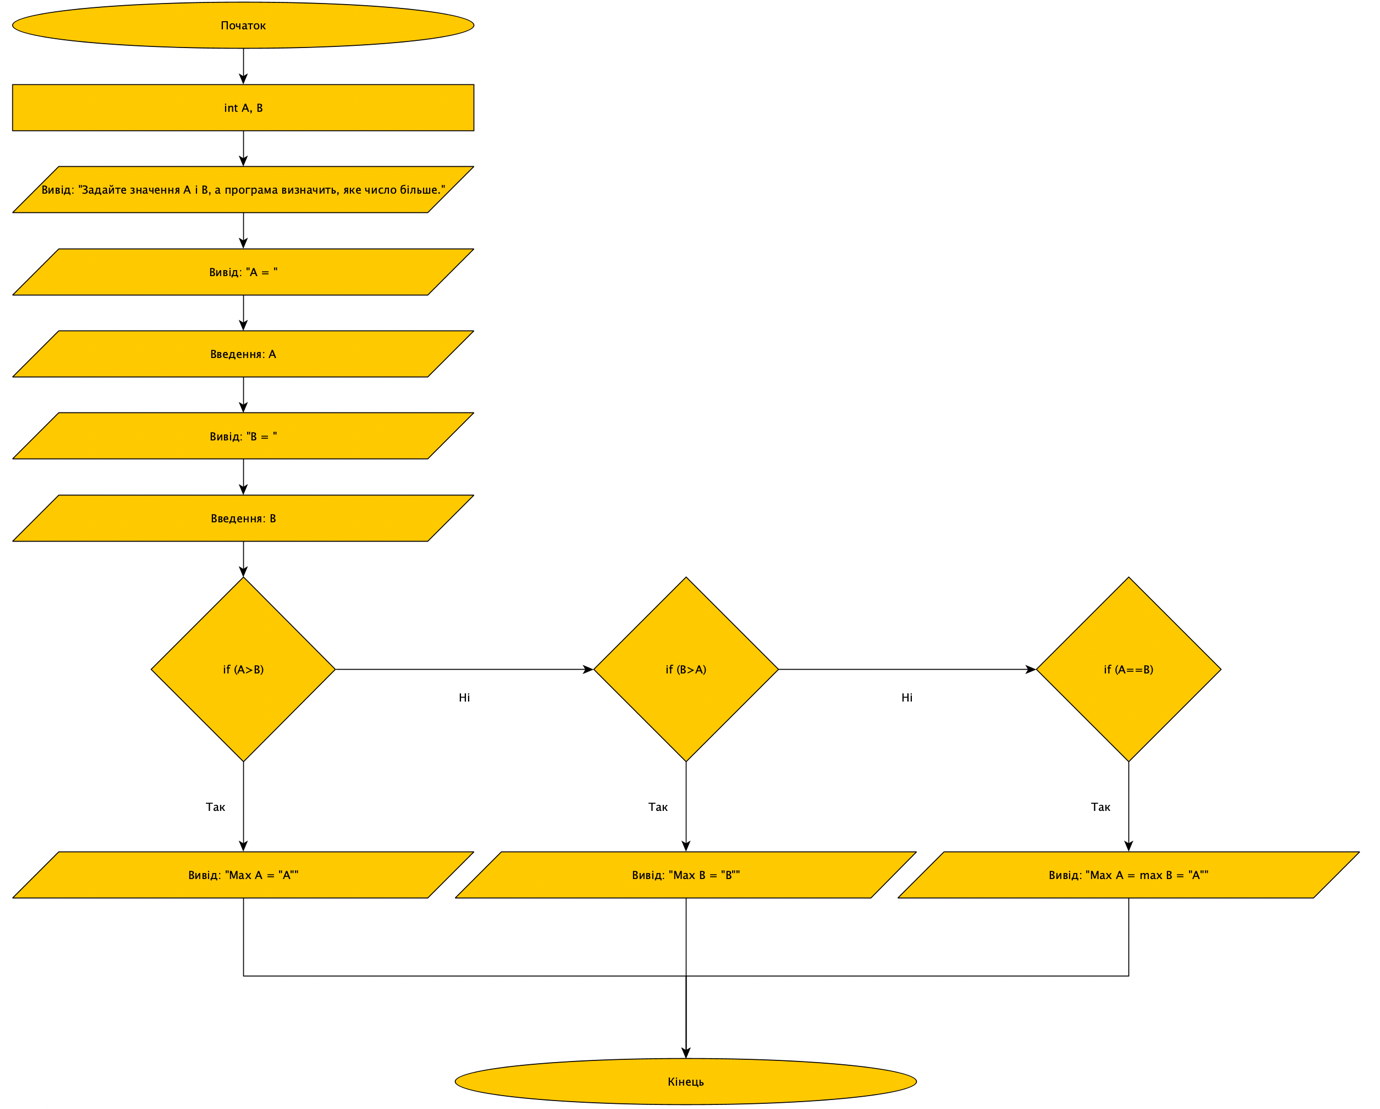 Початок
int A, B
Вивід: "Задайте значення А і В, а програма визначить, яке число більше."
Вивід: "A = "
Введення: А
Вивід: "В = "
Введення: В
if (A>B)
Ні
if (B>A)
Ні
if (A==B)
Так
Так
Так
Вивід: "Max A = "A""
Вивід: "Max B = "B""
Вивід: "Max A = max B = "A""
Кінець